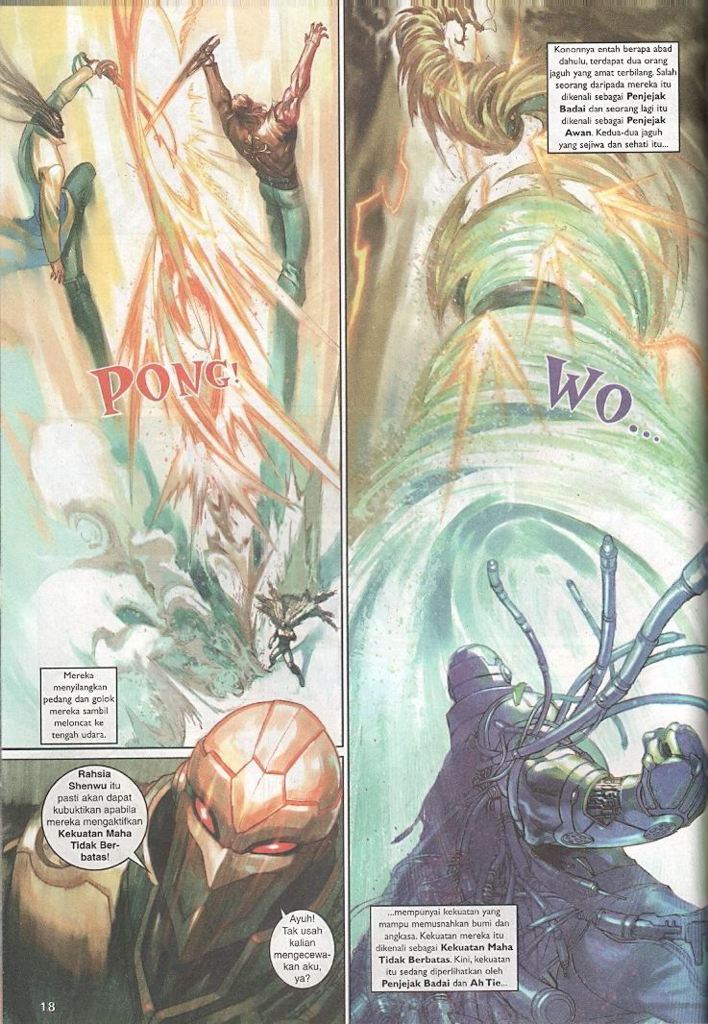 PONG!
Mereka
menyilangkan
pedang dan golok
mereka sambil
meloncat ke
tengah udara.
Rahsia
Shenwu itu
pasti akan dapat
kubuktikan apabila
mereka mengaktifkan
Kekuatan Maha
Tidak Ber-
batas!
Ayuh!
Tak usah
kalian
mengecewa-
kan aku,
ya?
18
Kononnya entah berapa abad
dahulu, terdapat dua orang
jaguh yang amat terbilang. Salah
seorang daripada mereka itu
dikenali sebagai Penjejak
Badai dan seorang lagi itu
dikenali sebagai Penjejak
Awan. Kedua-dua jaguh
yang sejiwa dan sehati itu...
WO...
...mempunyai kekuatan yang
mampu memusnahkan bumi dan
angkasa. Kekuatan mereka itu
dikenali sebagai Kekuatan Maha
Tidak Berbatas. Kini, kekuatan
itu sedang diperlihatkan oleh
Penjejak Badai dan Ah Tie...